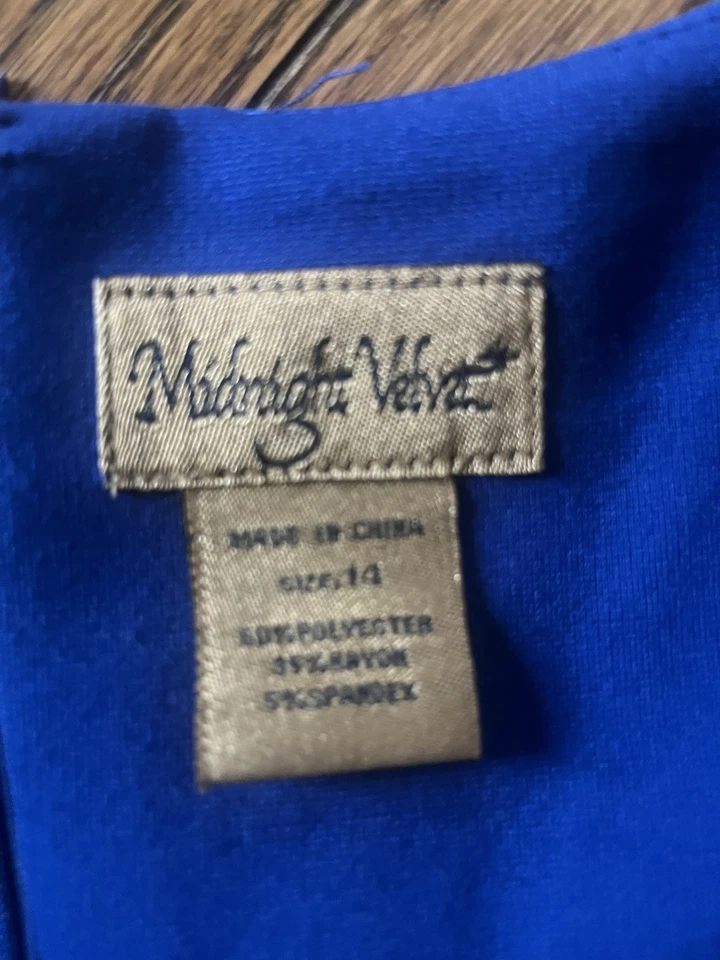 Midnight Velvet
MADE IN CHINA
SIZE.14
60%POLYESTER
35%RAYON
5%SPANDEX